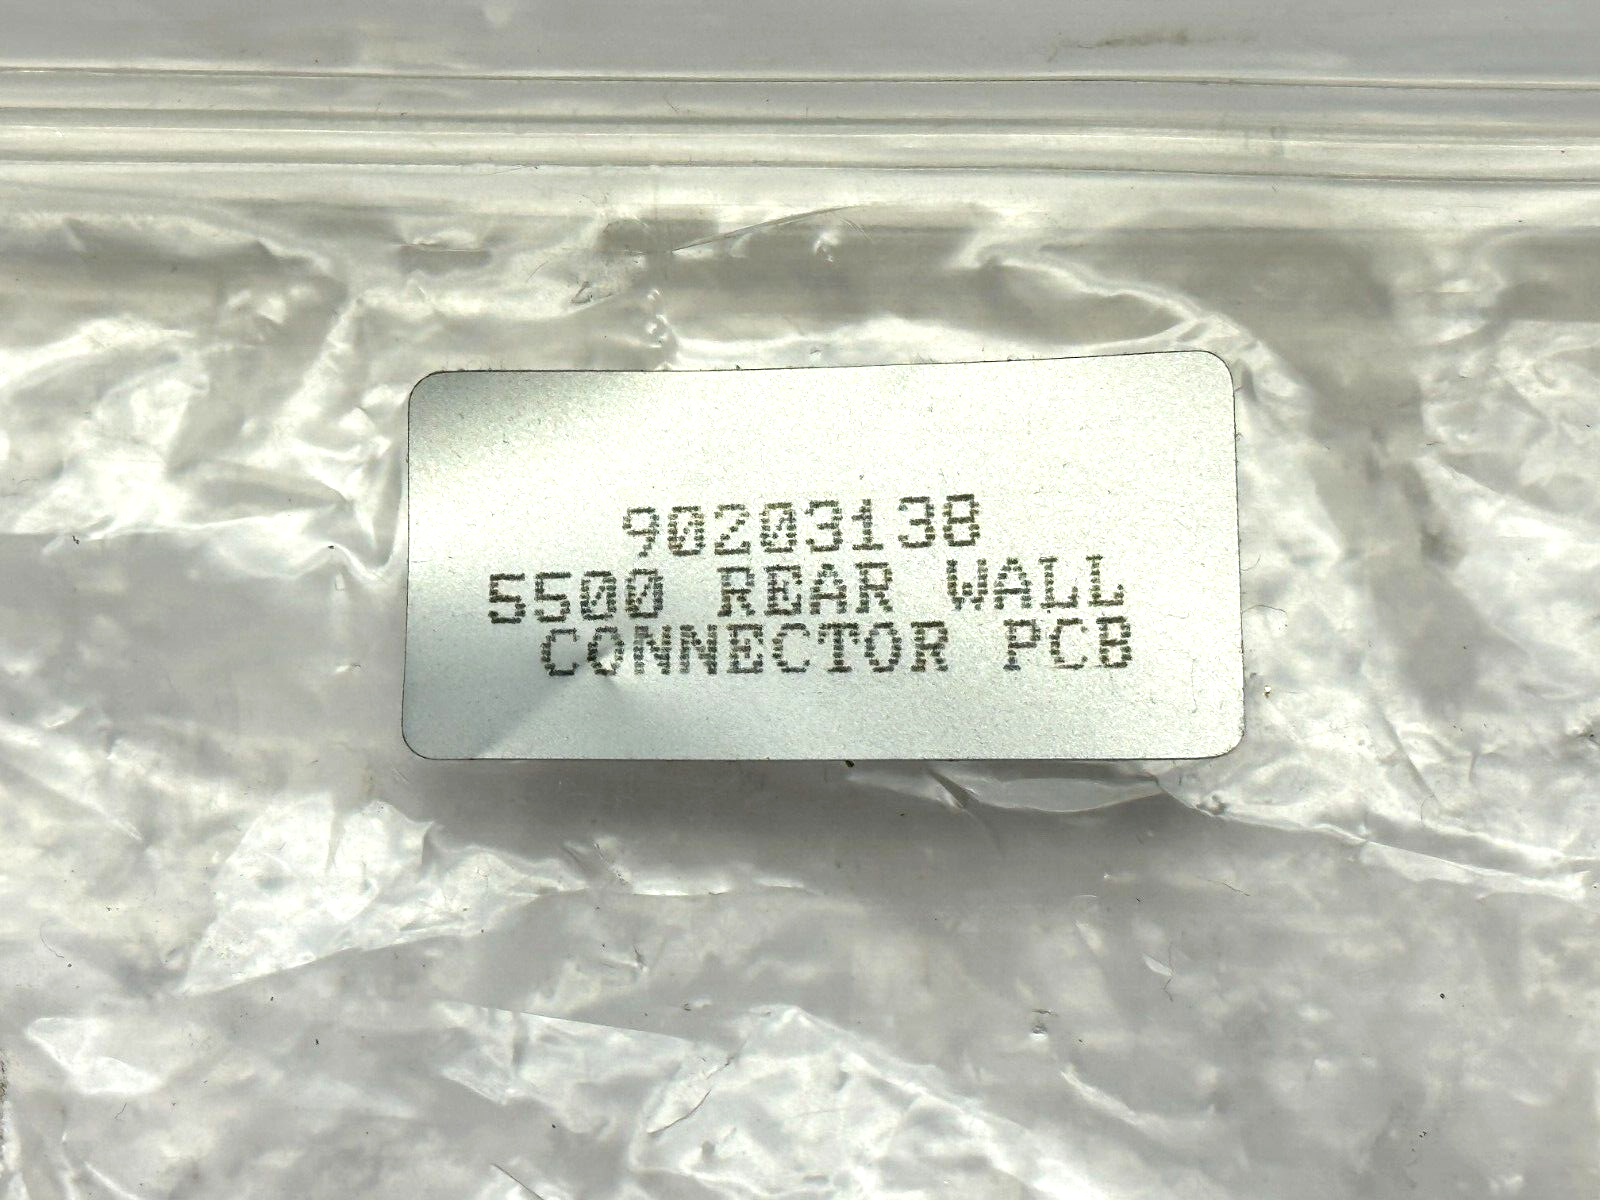 90203138
5500 REAR WALL
CONNECTOR PCB